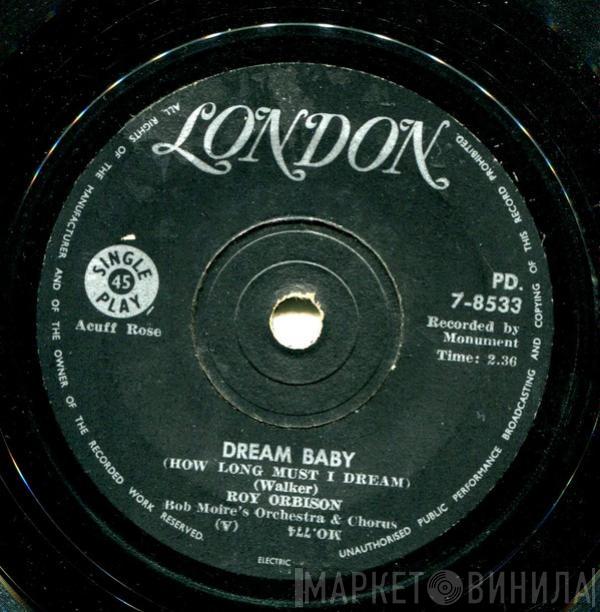 LONDON
ALL RIGHTS OF THE MANUFACTURER AND OF THE OWNER OF THE RECORDED WORK RESERVED.
UNAUTHORISED PUBLIC PERFORMANCE BROADCASTING AND COPYING OF THIS RECORD PROHIBITED.
SINGLE
45
PLAY
Acuff Rose
PD.
7-8533
Recorded by
Monument
Time: 2.36
DREAM BABY
(HOW LONG MUST I DREAM)
(Walker)
ROY ORBISON
Bob Moire's Orchestra & Chorus
(A)
MO.774
ELECTRIC
МАРКЕТ ВИНИЛА